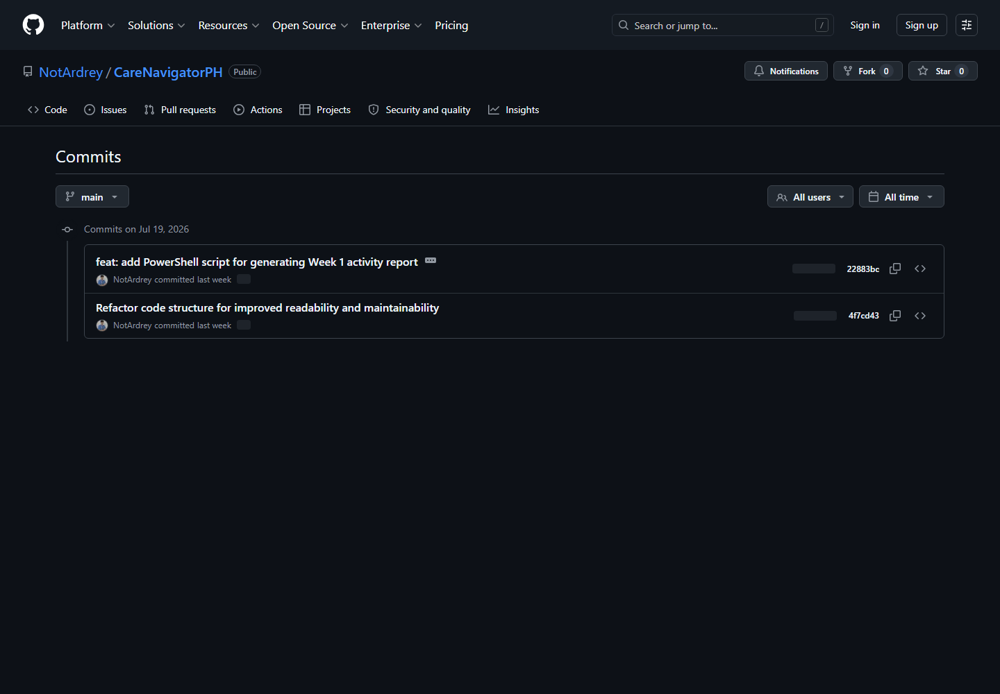 Platform Solutions Resources Open Source Enterprise Pricing Search or jump to... / Sign in Sign up
NotArdrey / CareNavigatorPH Public Notifications Fork 0 Star 0
Code Issues Pull requests Actions Projects Security and quality Insights
Commits
main All users All time
Commits on Jul 19, 2026
feat: add PowerShell script for generating Week 1 activity report
NotArdrey committed last week
22883bc
Refactor code structure for improved readability and maintainability
NotArdrey committed last week
4f7cd43